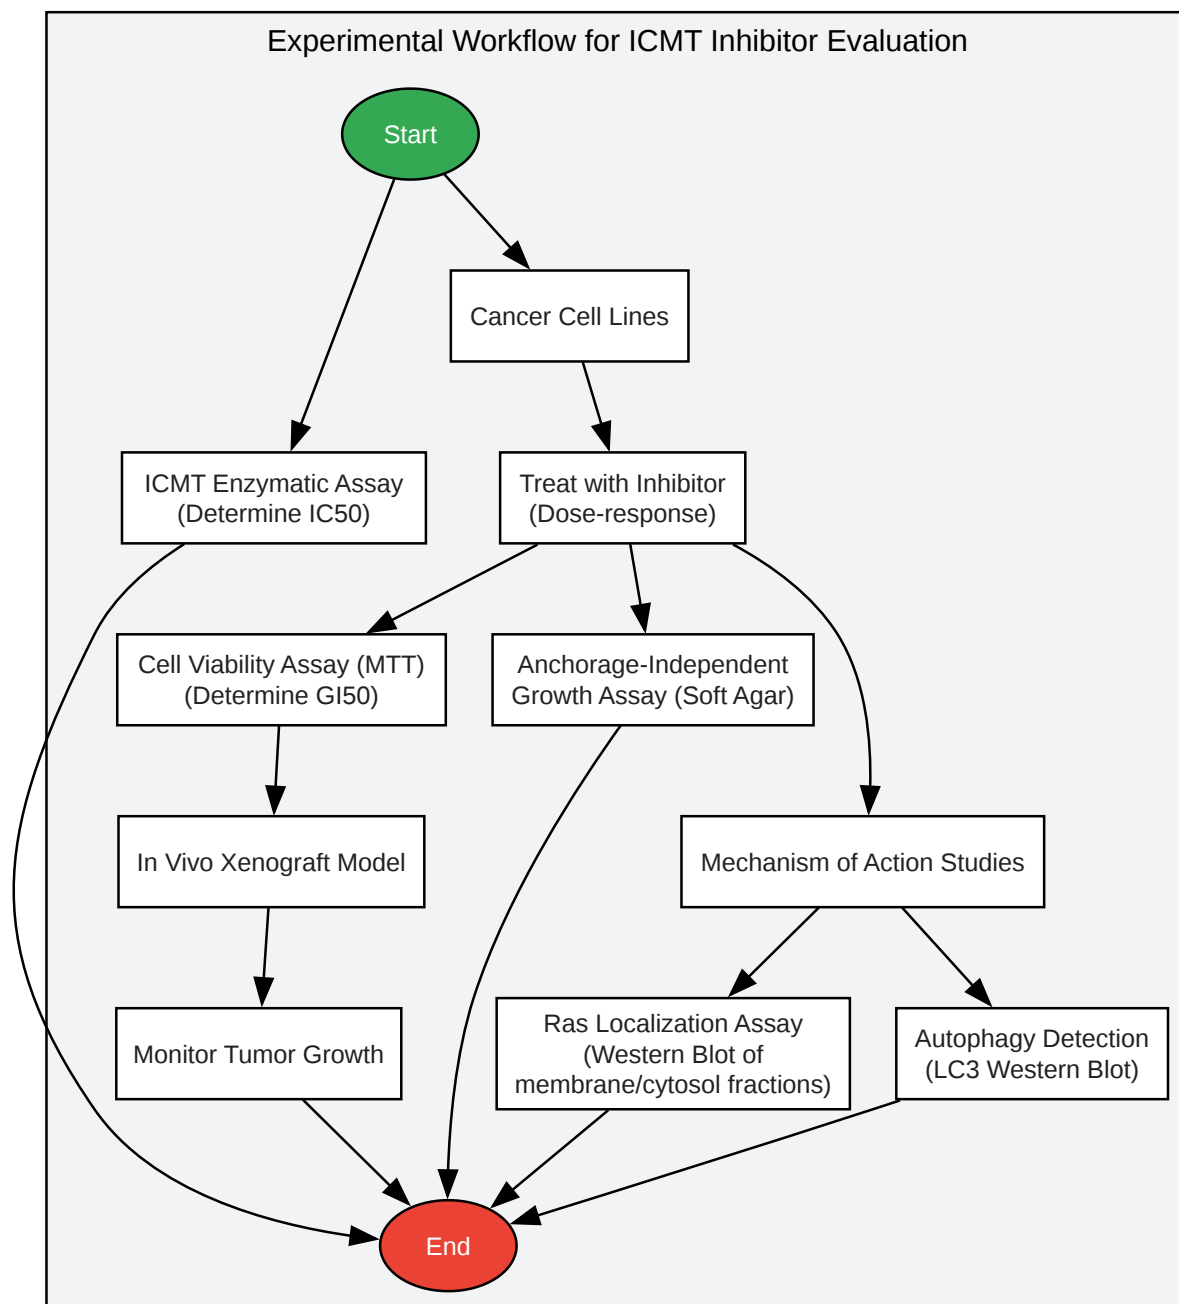 Experimental Workflow for ICMT Inhibitor Evaluation
Start
Cancer Cell Lines
ICMT Enzymatic Assay
(Determine IC50)
Treat with Inhibitor
(Dose-response)
Cell Viability Assay (MTT)
(Determine GI50)
Anchorage-Independent
Growth Assay (Soft Agar)
In Vivo Xenograft Model
Mechanism of Action Studies
Monitor Tumor Growth
Ras Localization Assay
(Western Blot of
membrane/cytosol fractions)
Autophagy Detection
(LC3 Western Blot)
End